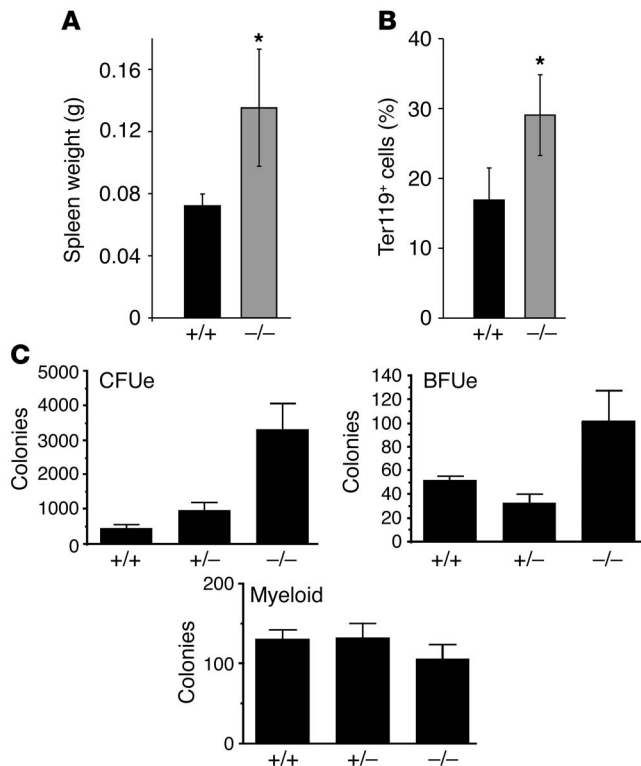 A
*
0.16
0.12
0.08
0.04
0
Spleen weight (g)
+/+ –/–
B
*
40
30
20
10
0
Ter119⁺ cells (%)
+/+ –/–
C
CFUe
5000
4000
3000
2000
1000
0
Colonies
+/+ +/– –/–
BFUe
140
120
100
80
60
40
20
0
Colonies
+/+ +/– –/–
Myeloid
200
100
0
Colonies
+/+ +/– –/–